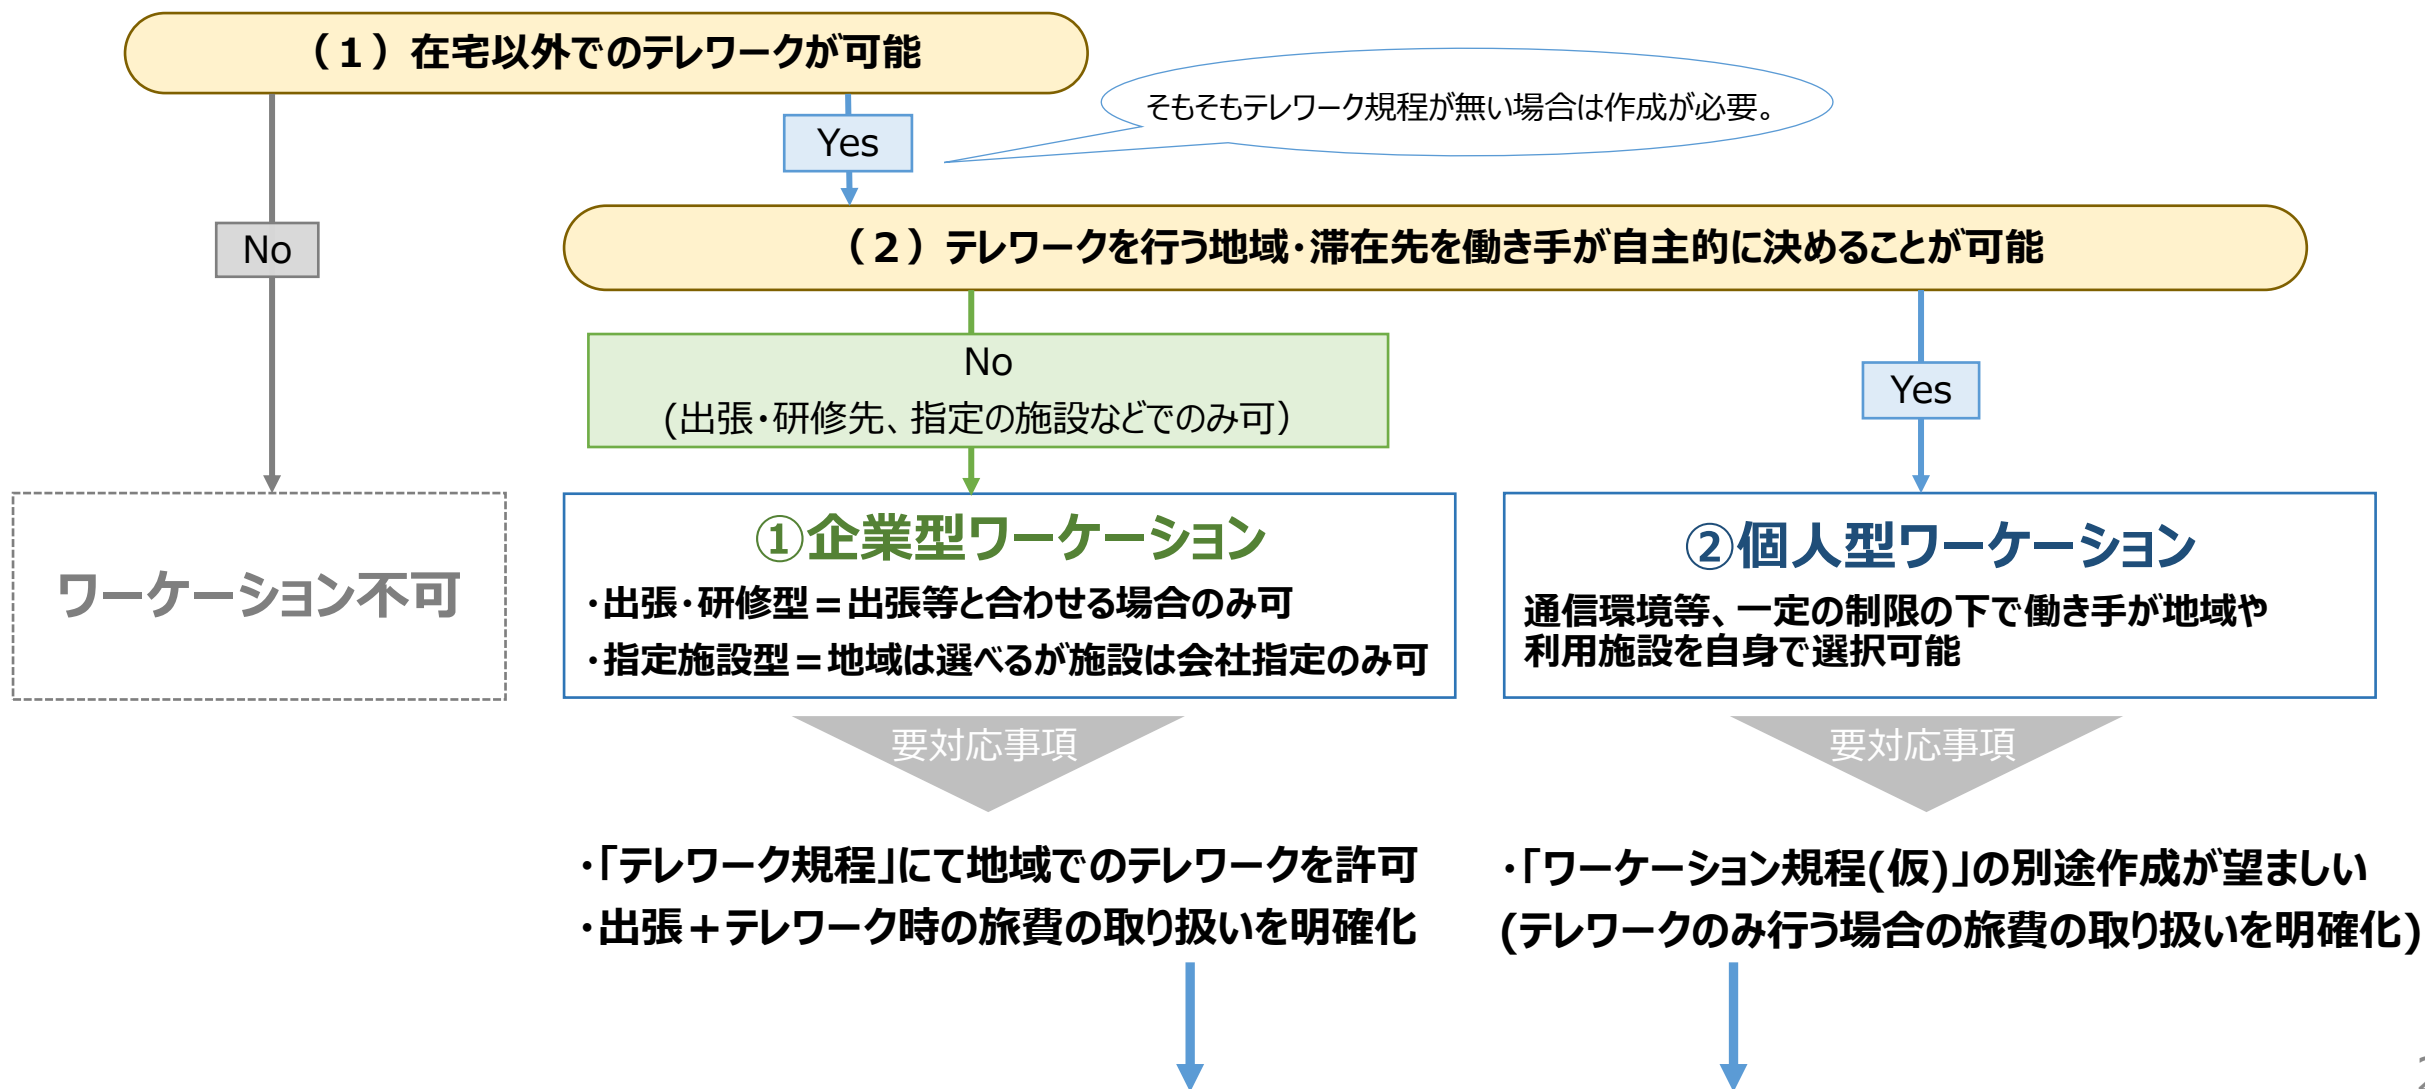 （１）在宅以外でのテレワークが可能
そもそもテレワーク規程が無い場合は作成が必要。
Yes
No
（２）テレワークを行う地域・滞在先を働き手が自主的に決めることが可能
No
(出張・研修先、指定の施設などでのみ可）
Yes
ワーケーション不可
①企業型ワーケーション
・出張・研修型＝出張等と合わせる場合のみ可
・指定施設型＝地域は選べるが施設は会社指定のみ可
②個人型ワーケーション
通信環境等、一定の制限の下で働き手が地域や
利用施設を自身で選択可能
要対応事項
要対応事項
・「テレワーク規程」にて地域でのテレワークを許可
・出張＋テレワーク時の旅費の取り扱いを明確化
・「ワーケーション規程(仮)」の別途作成が望ましい
(テレワークのみ行う場合の旅費の取り扱いを明確化)